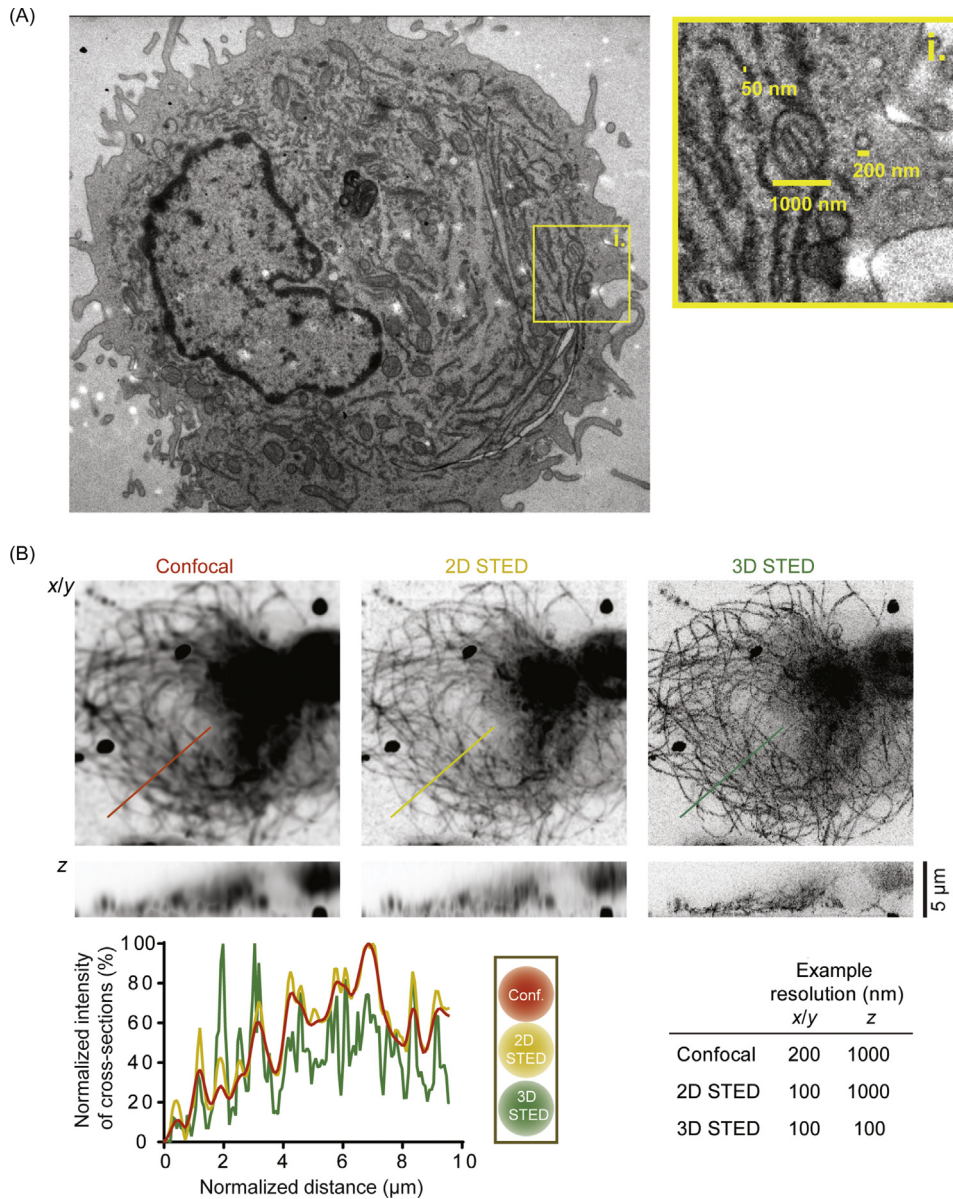 (A)
i.
i.
50 nm
200 nm
1000 nm
(B)
Confocal
2D STED
3D STED
x/y
z
5 µm
Normalized intensity
of cross-sections (%)
100
80
60
40
20
0
0 2 4 6 8 10
Normalized distance (µm)
Conf.
2D
STED
3D
STED
Example
resolution (nm)
x/y z
Confocal 200 1000
2D STED 100 1000
3D STED 100 100